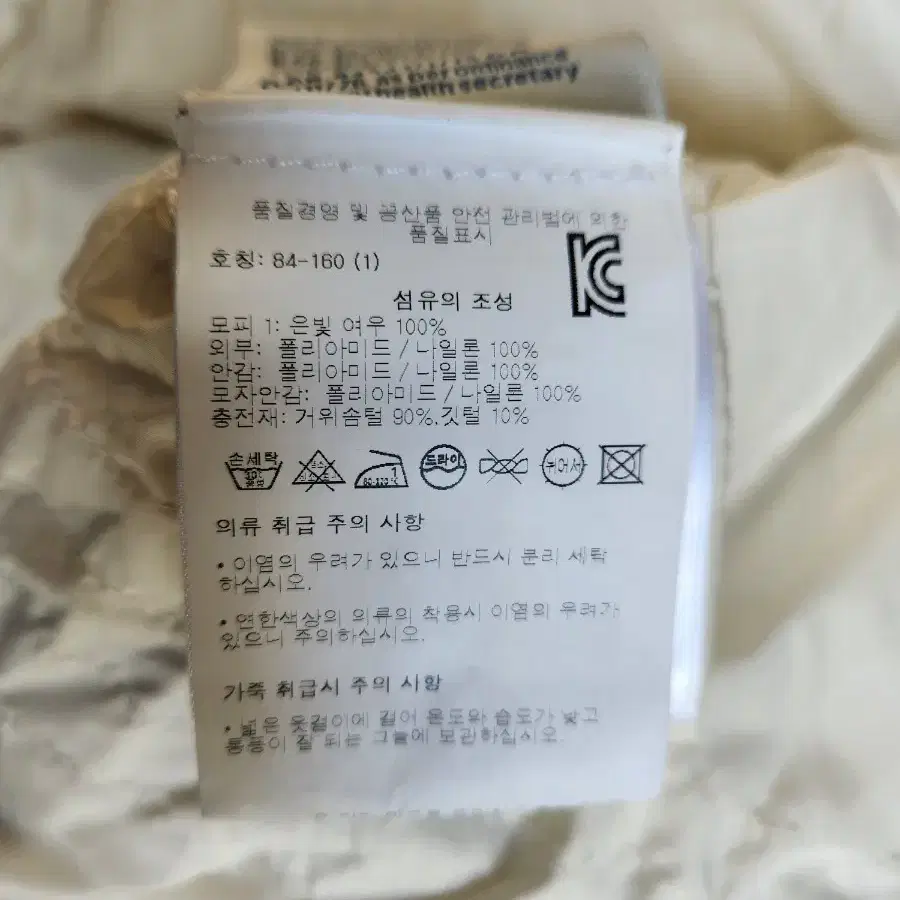 as per ordinance
health secretary
품질경영 및 공산품 안전 관리법에 의한
품질표시
호칭: 84-160 (1)
섬유의 조성
모피 1: 은빛 여우 100%
외부: 폴리아미드 / 나일론 100%
안감: 폴리아미드 / 나일론 100%
모자안감: 폴리아미드 / 나일론 100%
충전재: 거위솜털 90%,깃털 10%
손세탁
드라이
뉘어서
의류 취급 주의 사항
• 이염의 우려가 있으니 반드시 분리 세탁
하십시오.
• 연한색상의 의류의 착용시 이염의 우려가
있으니 주의하십시오.
가죽 취급시 주의 사항
• 넓은 옷걸이에 걸어 온도와 습도가 낮고
통풍이 잘 되는 그늘에 보관하십시오.